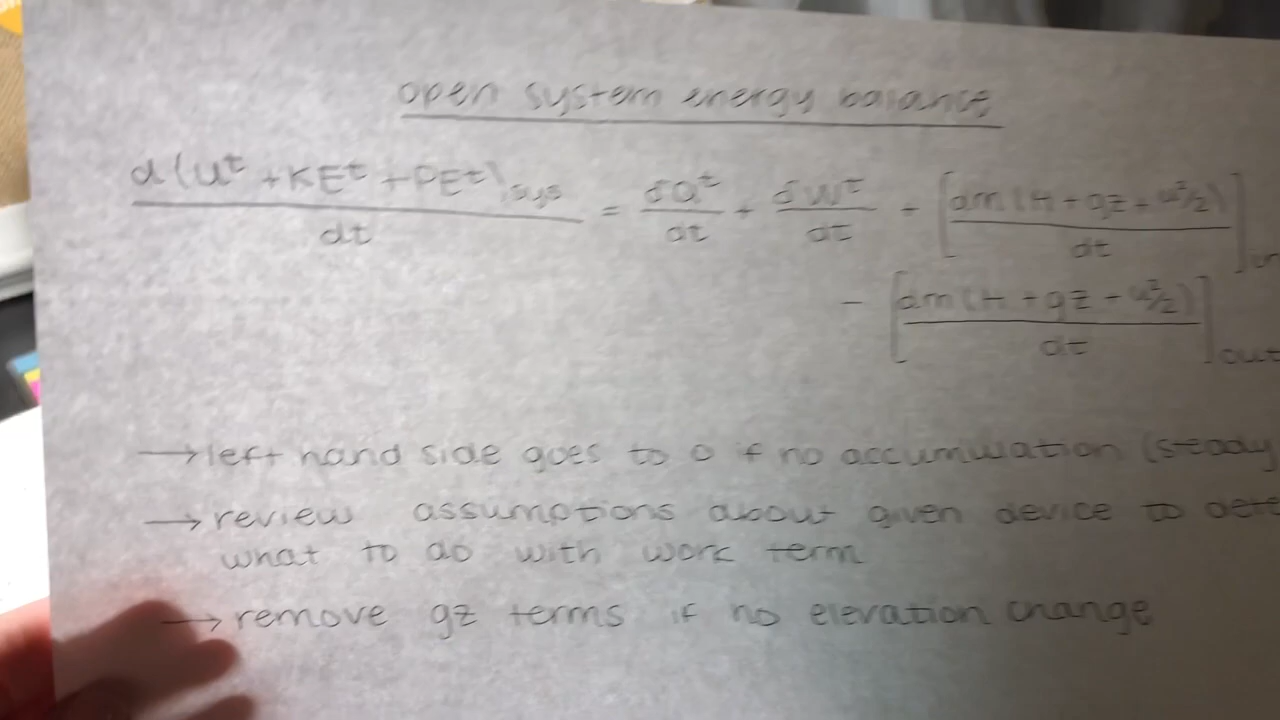 open system energy balance
d(U^t + KE^t + PE^t)sys / dt = δQ^t/dt + δW^t/dt + [dm(H + gz + u²/2) / dt] in
- [dm(H + gz + u²/2) / dt] out
→ left hand side goes to 0 if no accumulation (steady
→ review assumptions about given device to
what to do with work term
→ remove gz terms if no elevation change